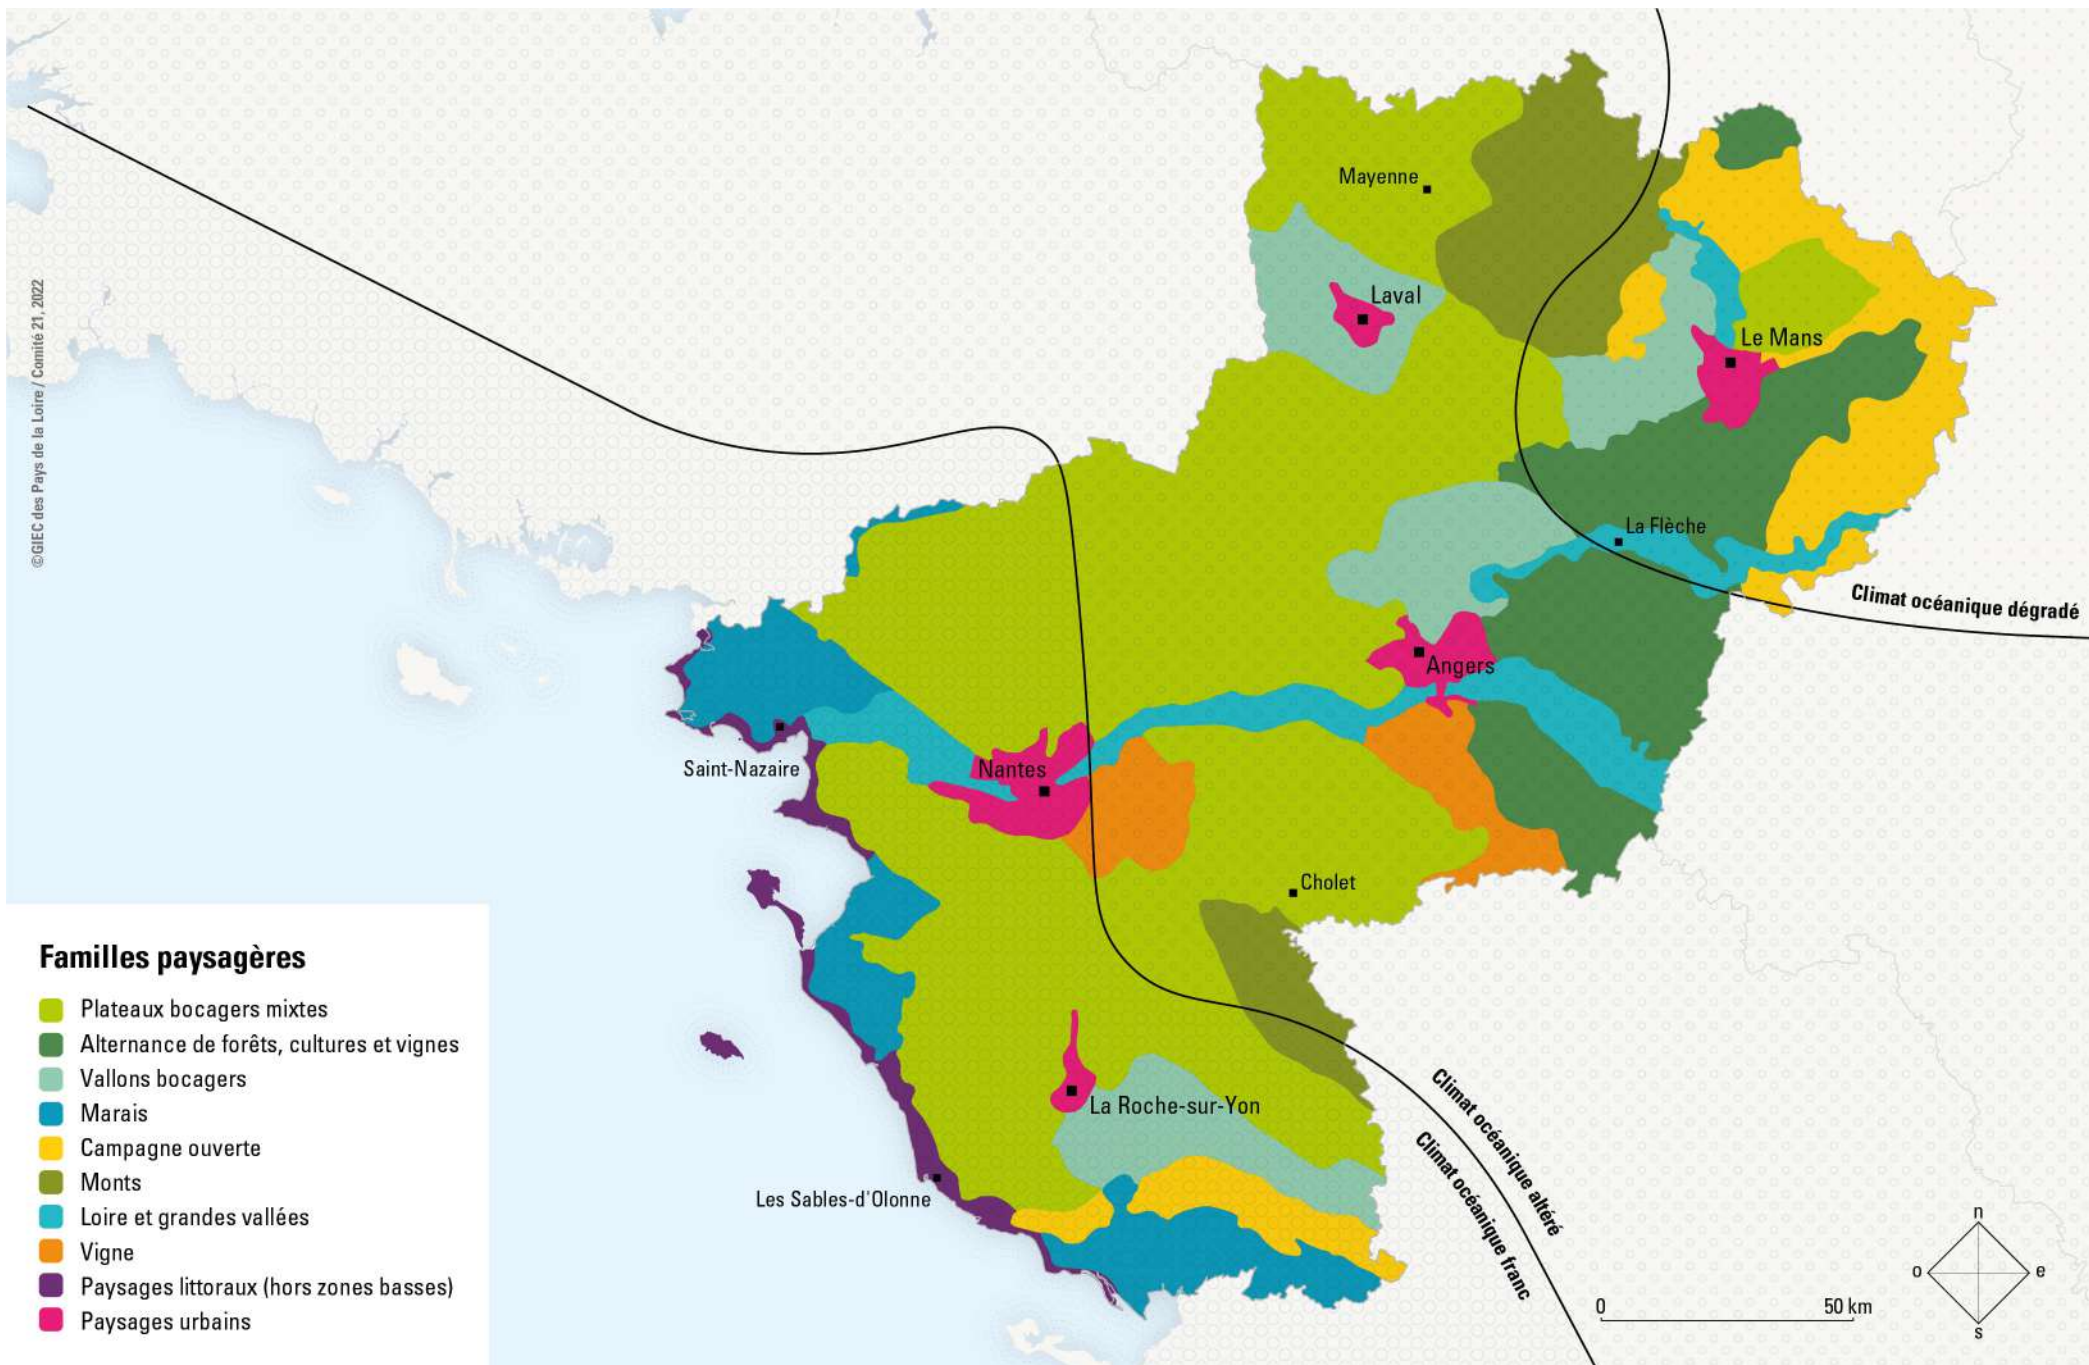 ©GIEC des Pays de la Loire / Comité 21, 2022
Mayenne
Laval
Le Mans
La Flèche
Climat océanique dégradé
Angers
Saint-Nazaire
Nantes
Cholet
La Roche-sur-Yon
Les Sables-d'Olonne
Climat océanique altéré
Climat océanique franc
Familles paysagères
Plateaux bocagers mixtes
Alternance de forêts, cultures et vignes
Vallons bocagers
Marais
Campagne ouverte
Monts
Loire et grandes vallées
Vigne
Paysages littoraux (hors zones basses)
Paysages urbains
0 50 km
n
o e
s